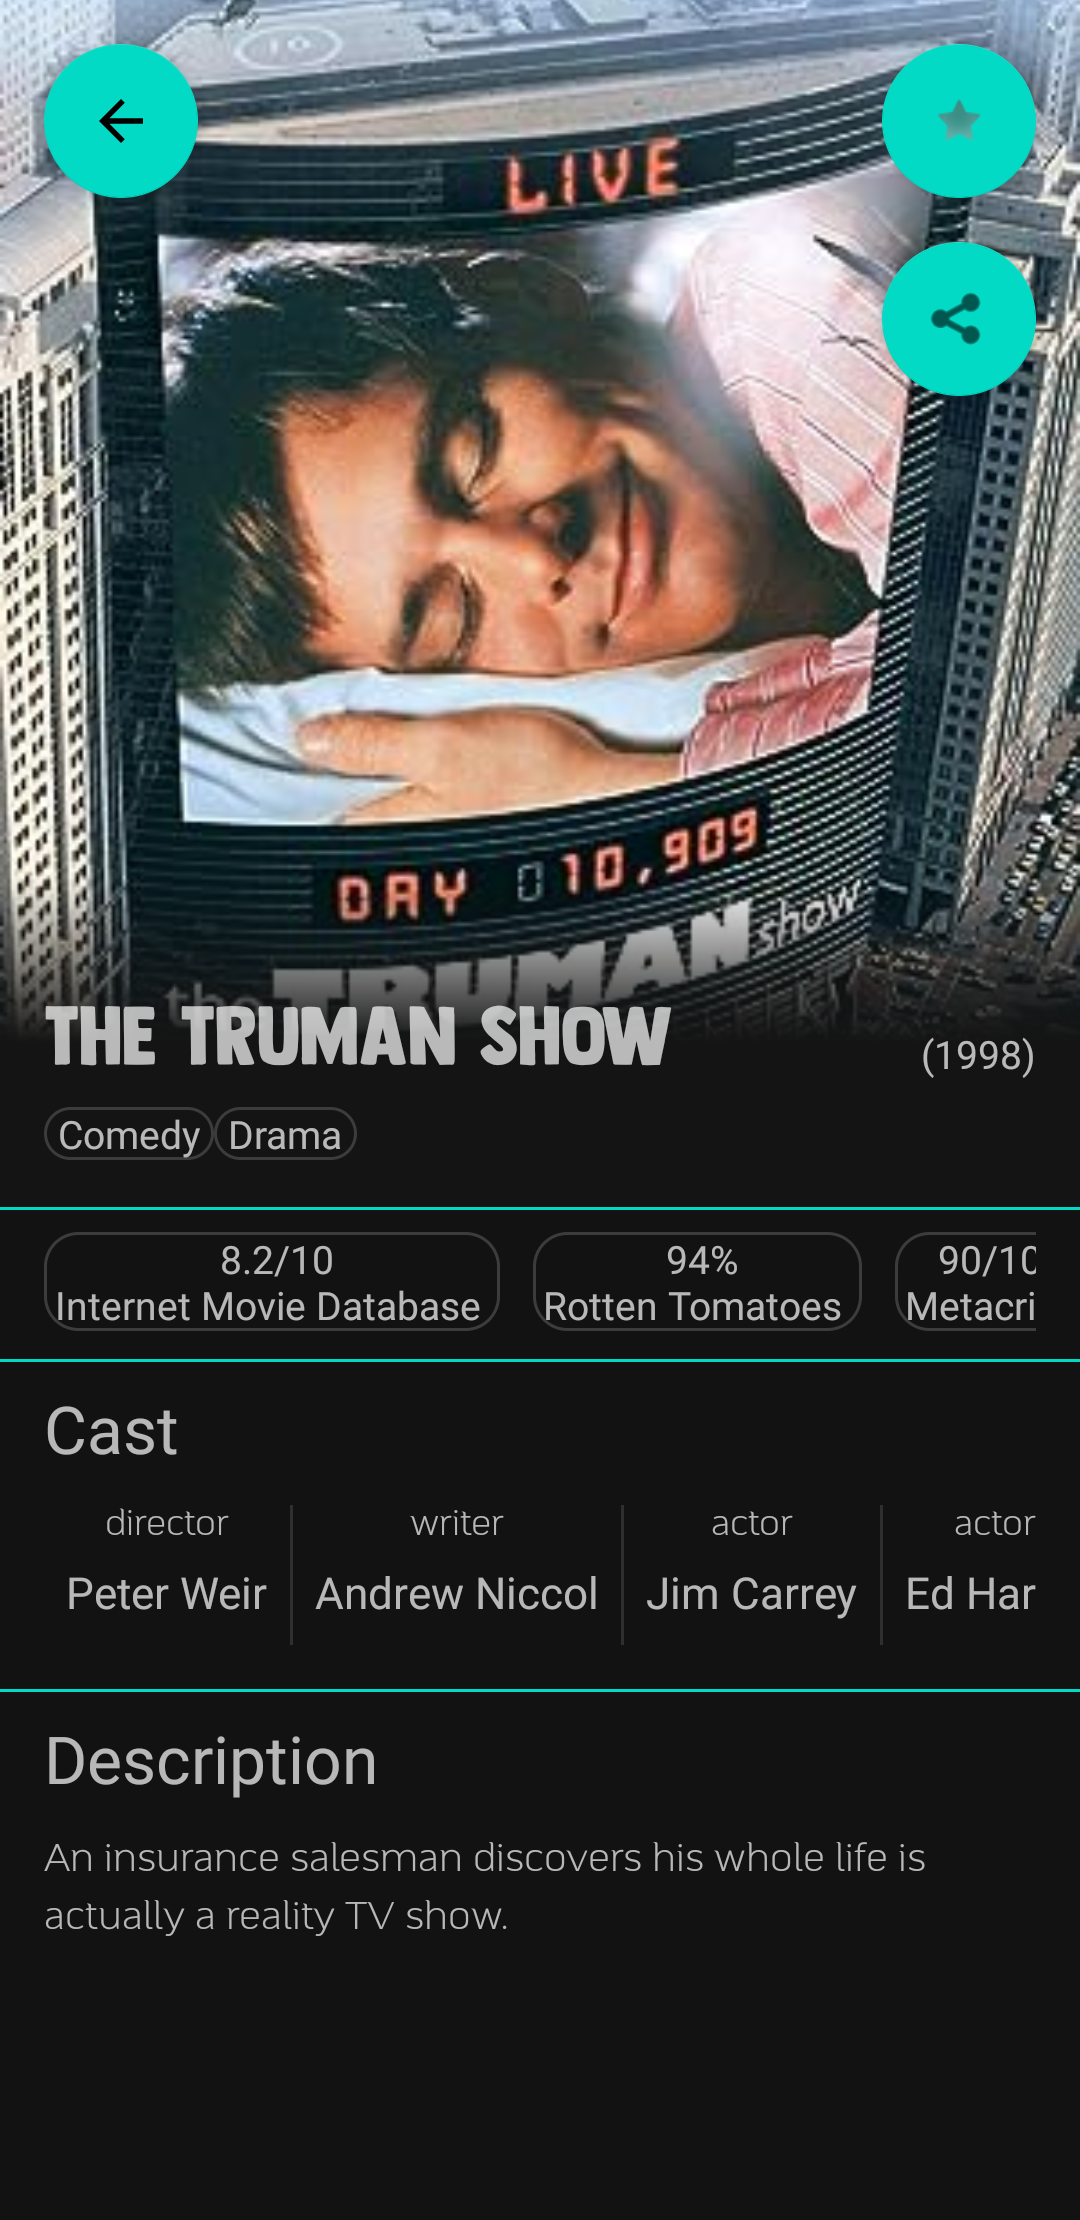 LIVE
DAY 010,909
the TRUMAN show
THE TRUMAN SHOW
(1998)
Comedy Drama
8.2/10 94% 90/10
Internet Movie Database Rotten Tomatoes Metacri
Cast
director writer actor actor
Peter Weir Andrew Niccol Jim Carrey Ed Har
Description
An insurance salesman discovers his whole life is
actually a reality TV show.